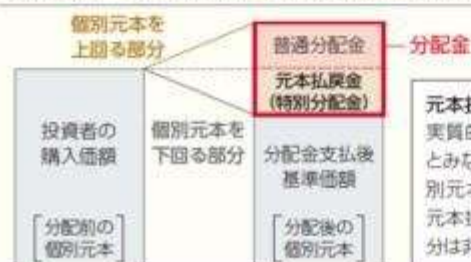 個別元本を
上回る部分
普通分配金
分配金
元本払戻金
(特別分配金)
投資者の
購入価額
個別元本を
下回る部分
分配金支払後
基準価額
分配前の
個別元本
分配後の
個別元本
元本払
実質的
とみな
別元本
元本払
分は非